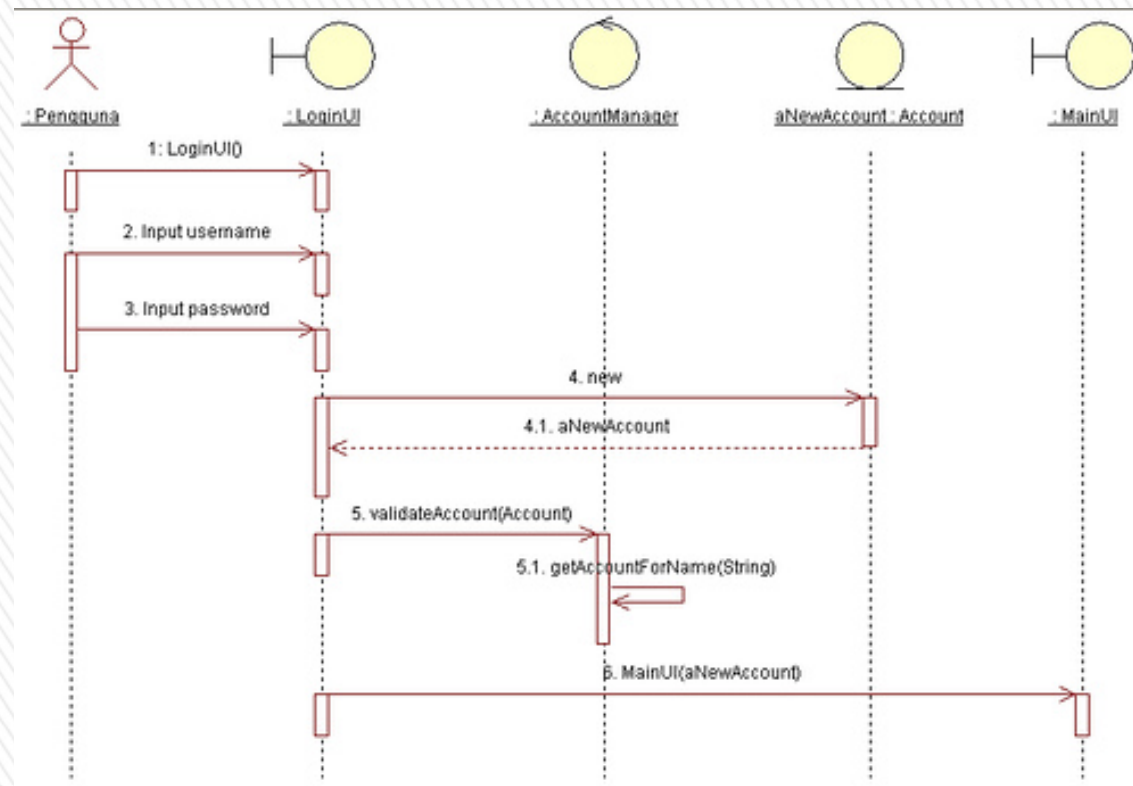 : Pengguna
: LoginUI
: AccountManager
aNewAccount : Account
: MainUI
1: LoginUI()
2. Input username
3. Input password
4. new
4.1. aNewAccount
5. validateAccount(Account)
5.1. getAccountForName(String)
6. MainUI(aNewAccount)